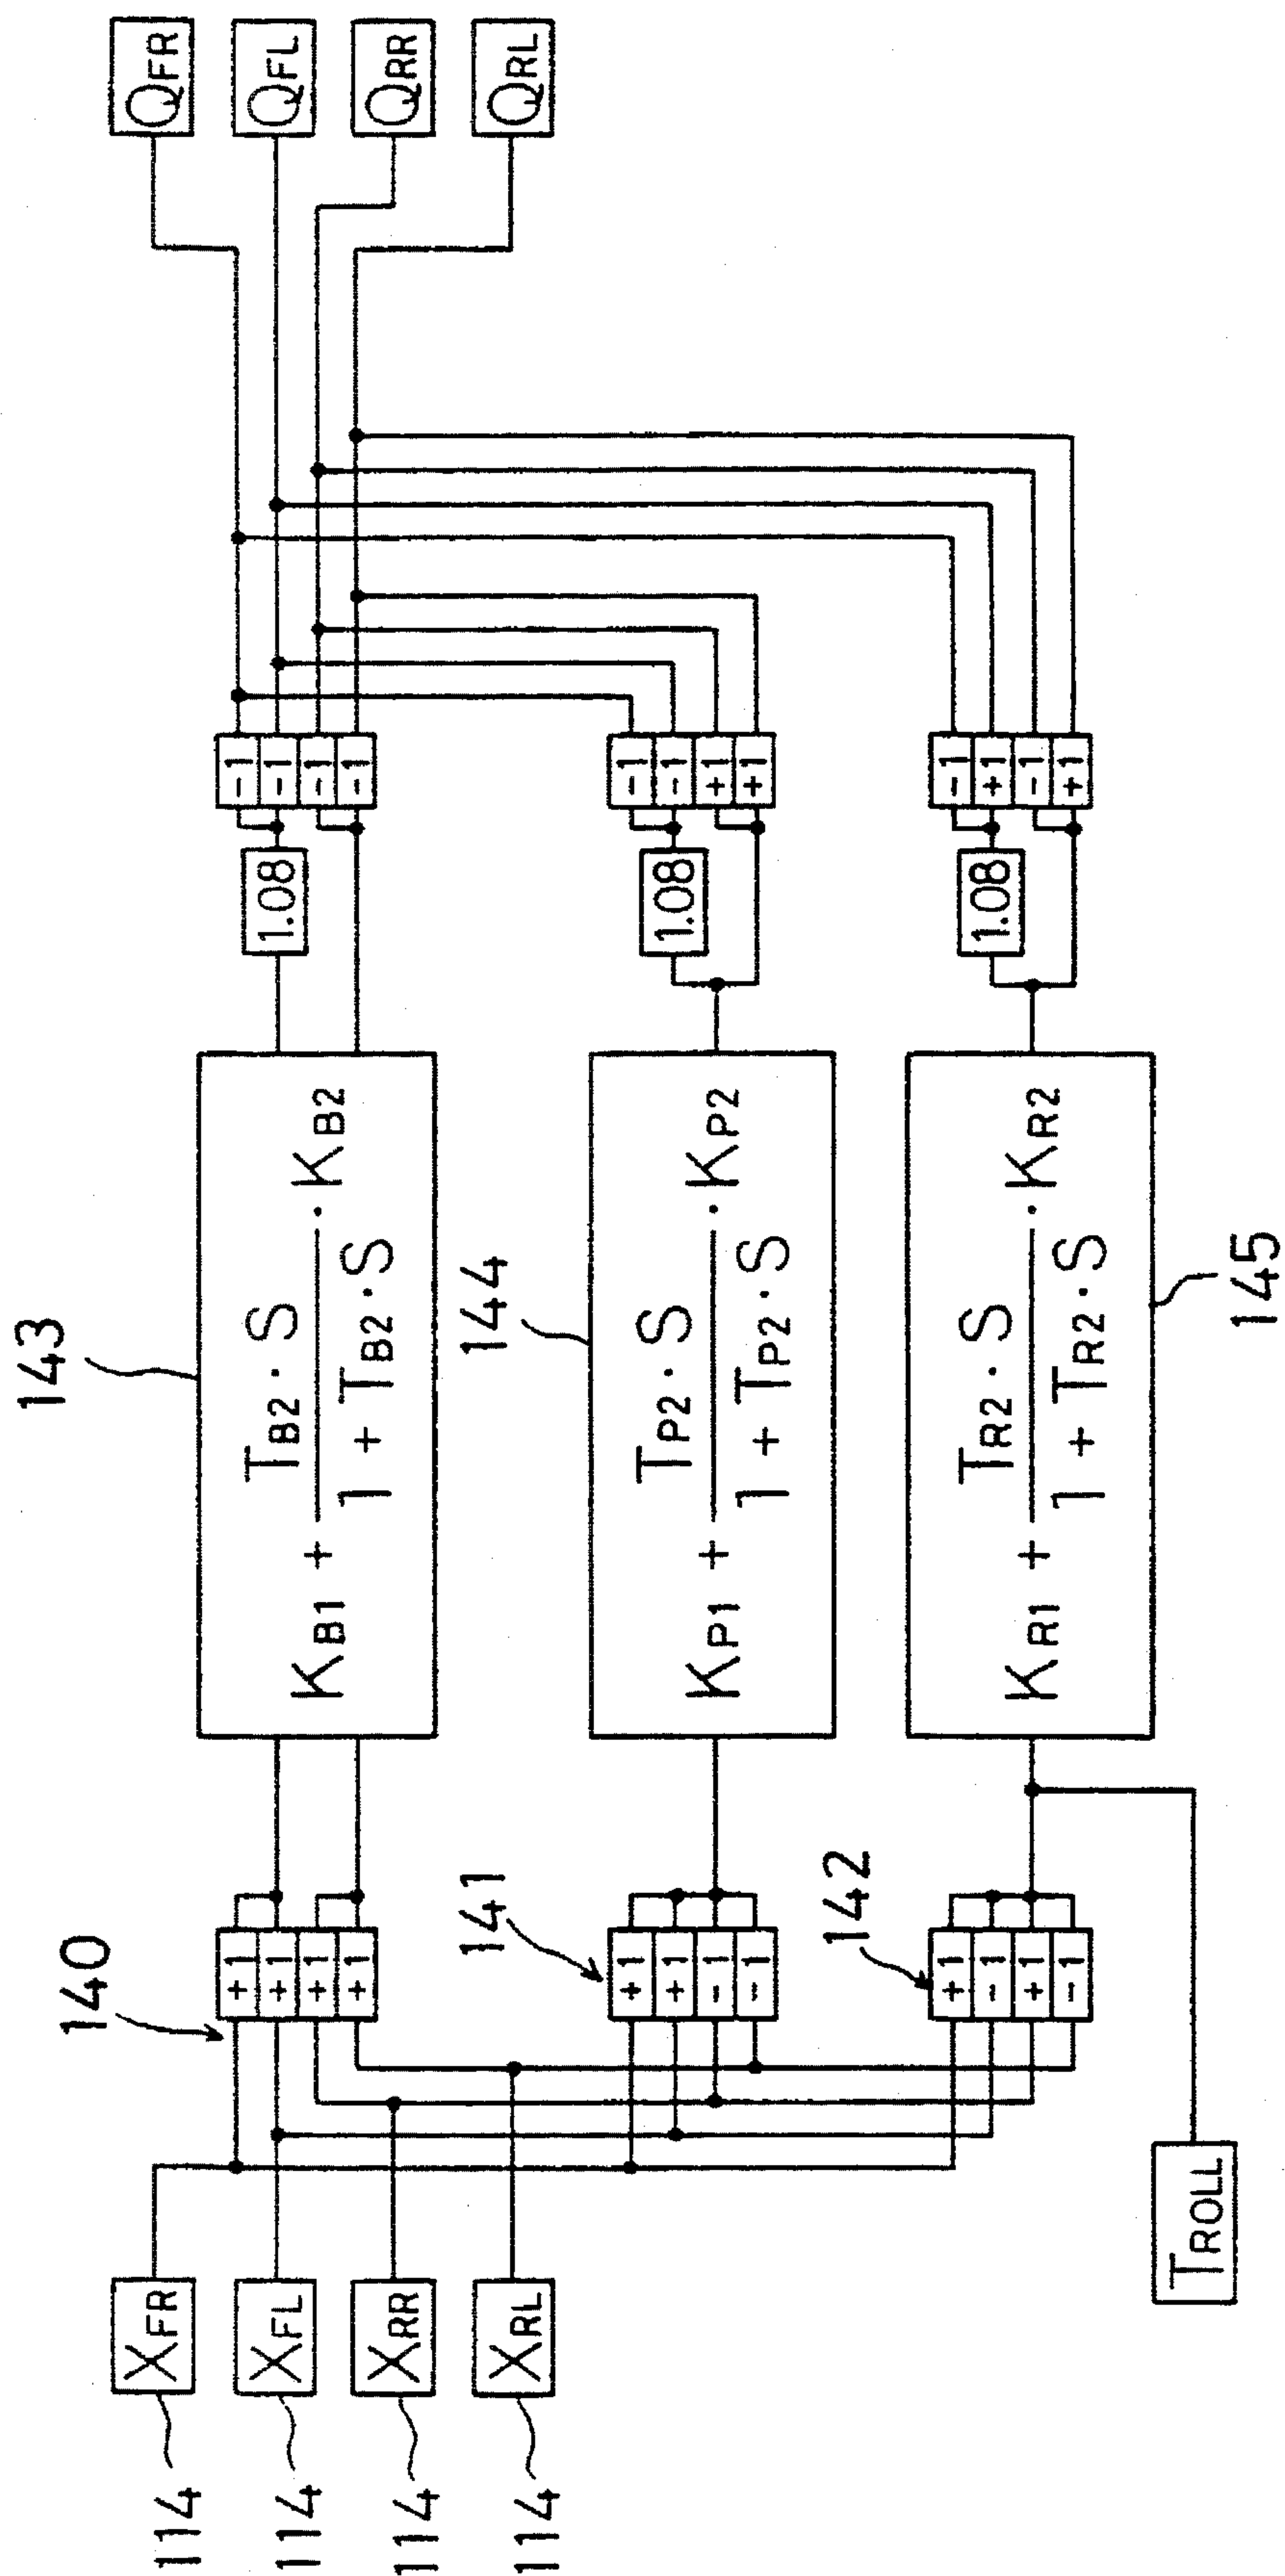 114 XFR
114 XFL
114 XRR
114 XRL
TROLL
140
+1
+1
+1
+1
141
+1
+1
−1
−1
142
+1
−1
+1
−1
143
KB1 + TB2·S / 1 + TB2·S ·KB2
144
KP1 + TP2·S / 1 + TP2·S ·KP2
145
KR1 + TR2·S / 1 + TR2·S ·KR2
1.08
−1
−1
−1
−1
1.08
−1
−1
+1
+1
1.08
−1
+1
−1
+1
QFR
QFL
QRR
QRL